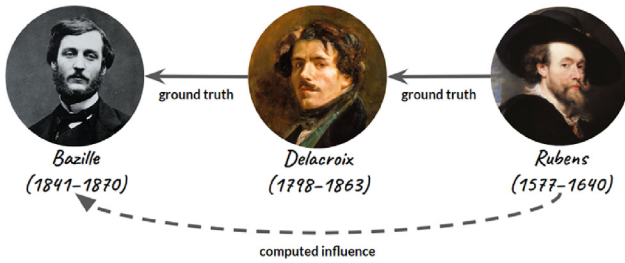 ground truth
ground truth
Bazille
Delacroix
Rubens
(1841–1870)
(1798–1863)
(1577–1640)
computed influence